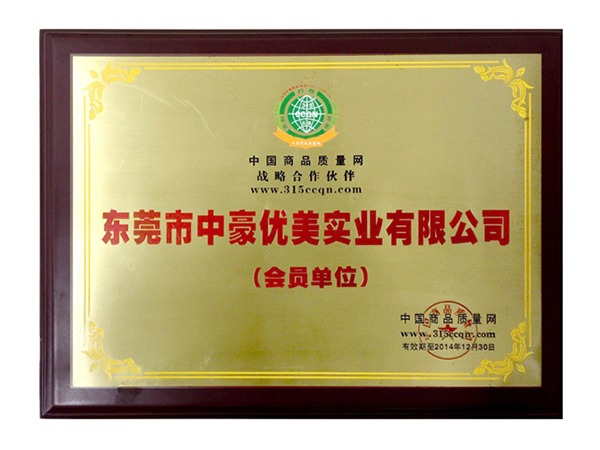 CCQN
中国商品质量网
战略合作伙伴
www.315ccqn.com
东莞市中豪优美实业有限公司
（会员单位）
中国商品质量网
www.315ccqn.com
有效期至2014年12月30日